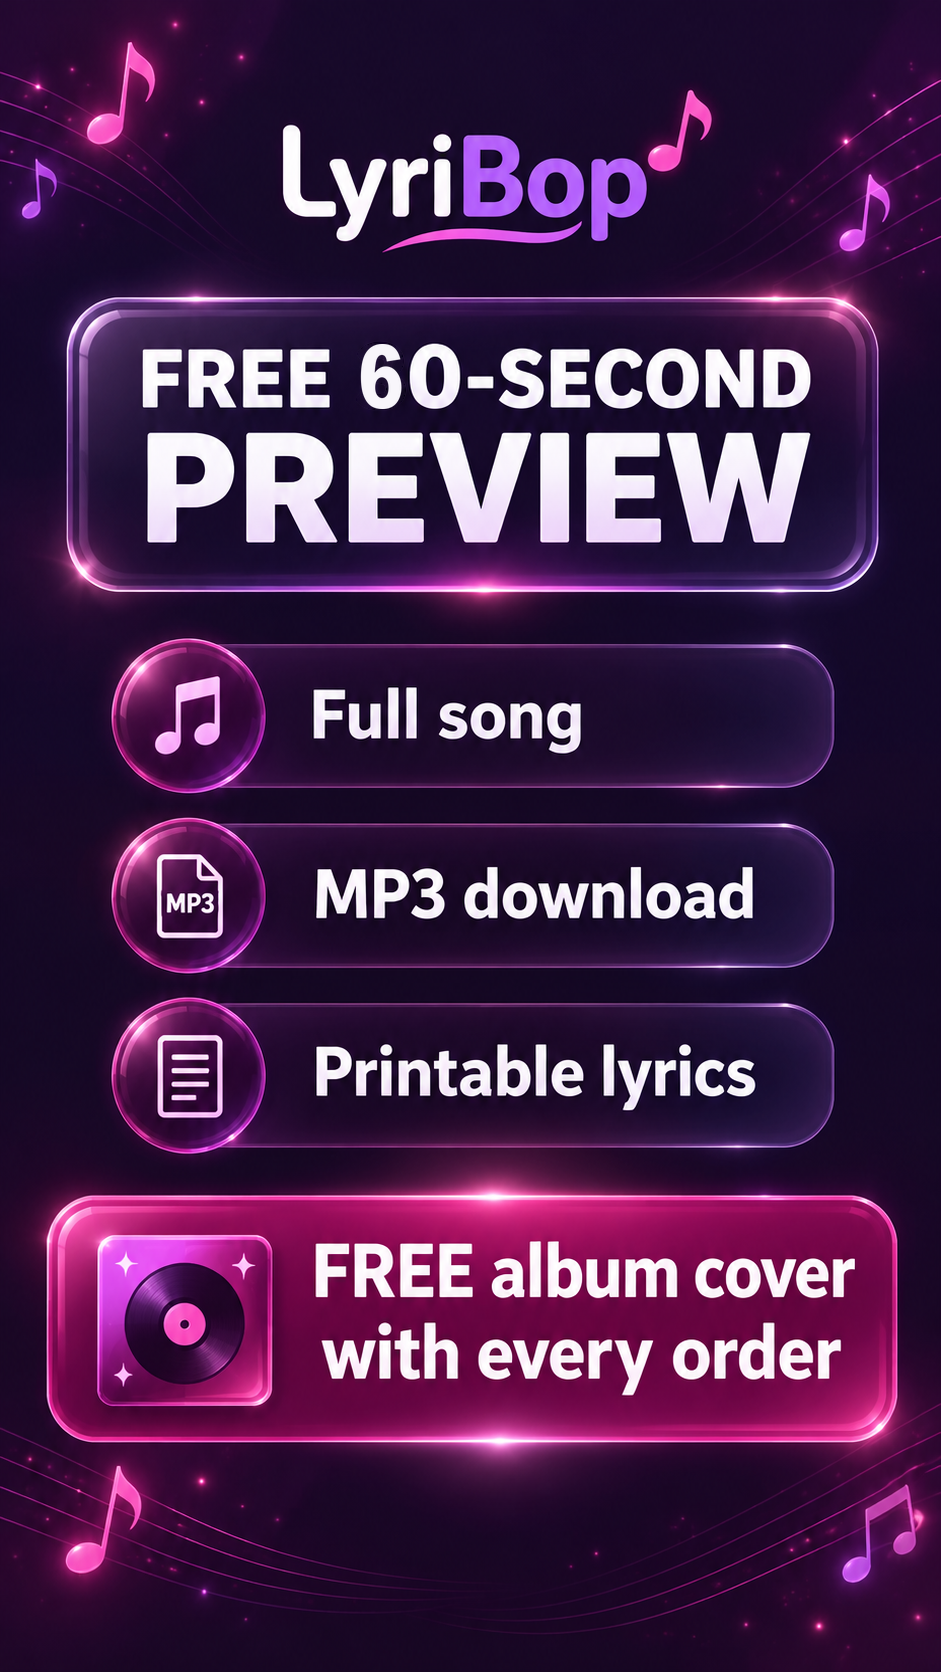 LyriBop
FREE 60-SECOND
PREVIEW
Full song
MP3
MP3 download
Printable lyrics
FREE album cover
with every order